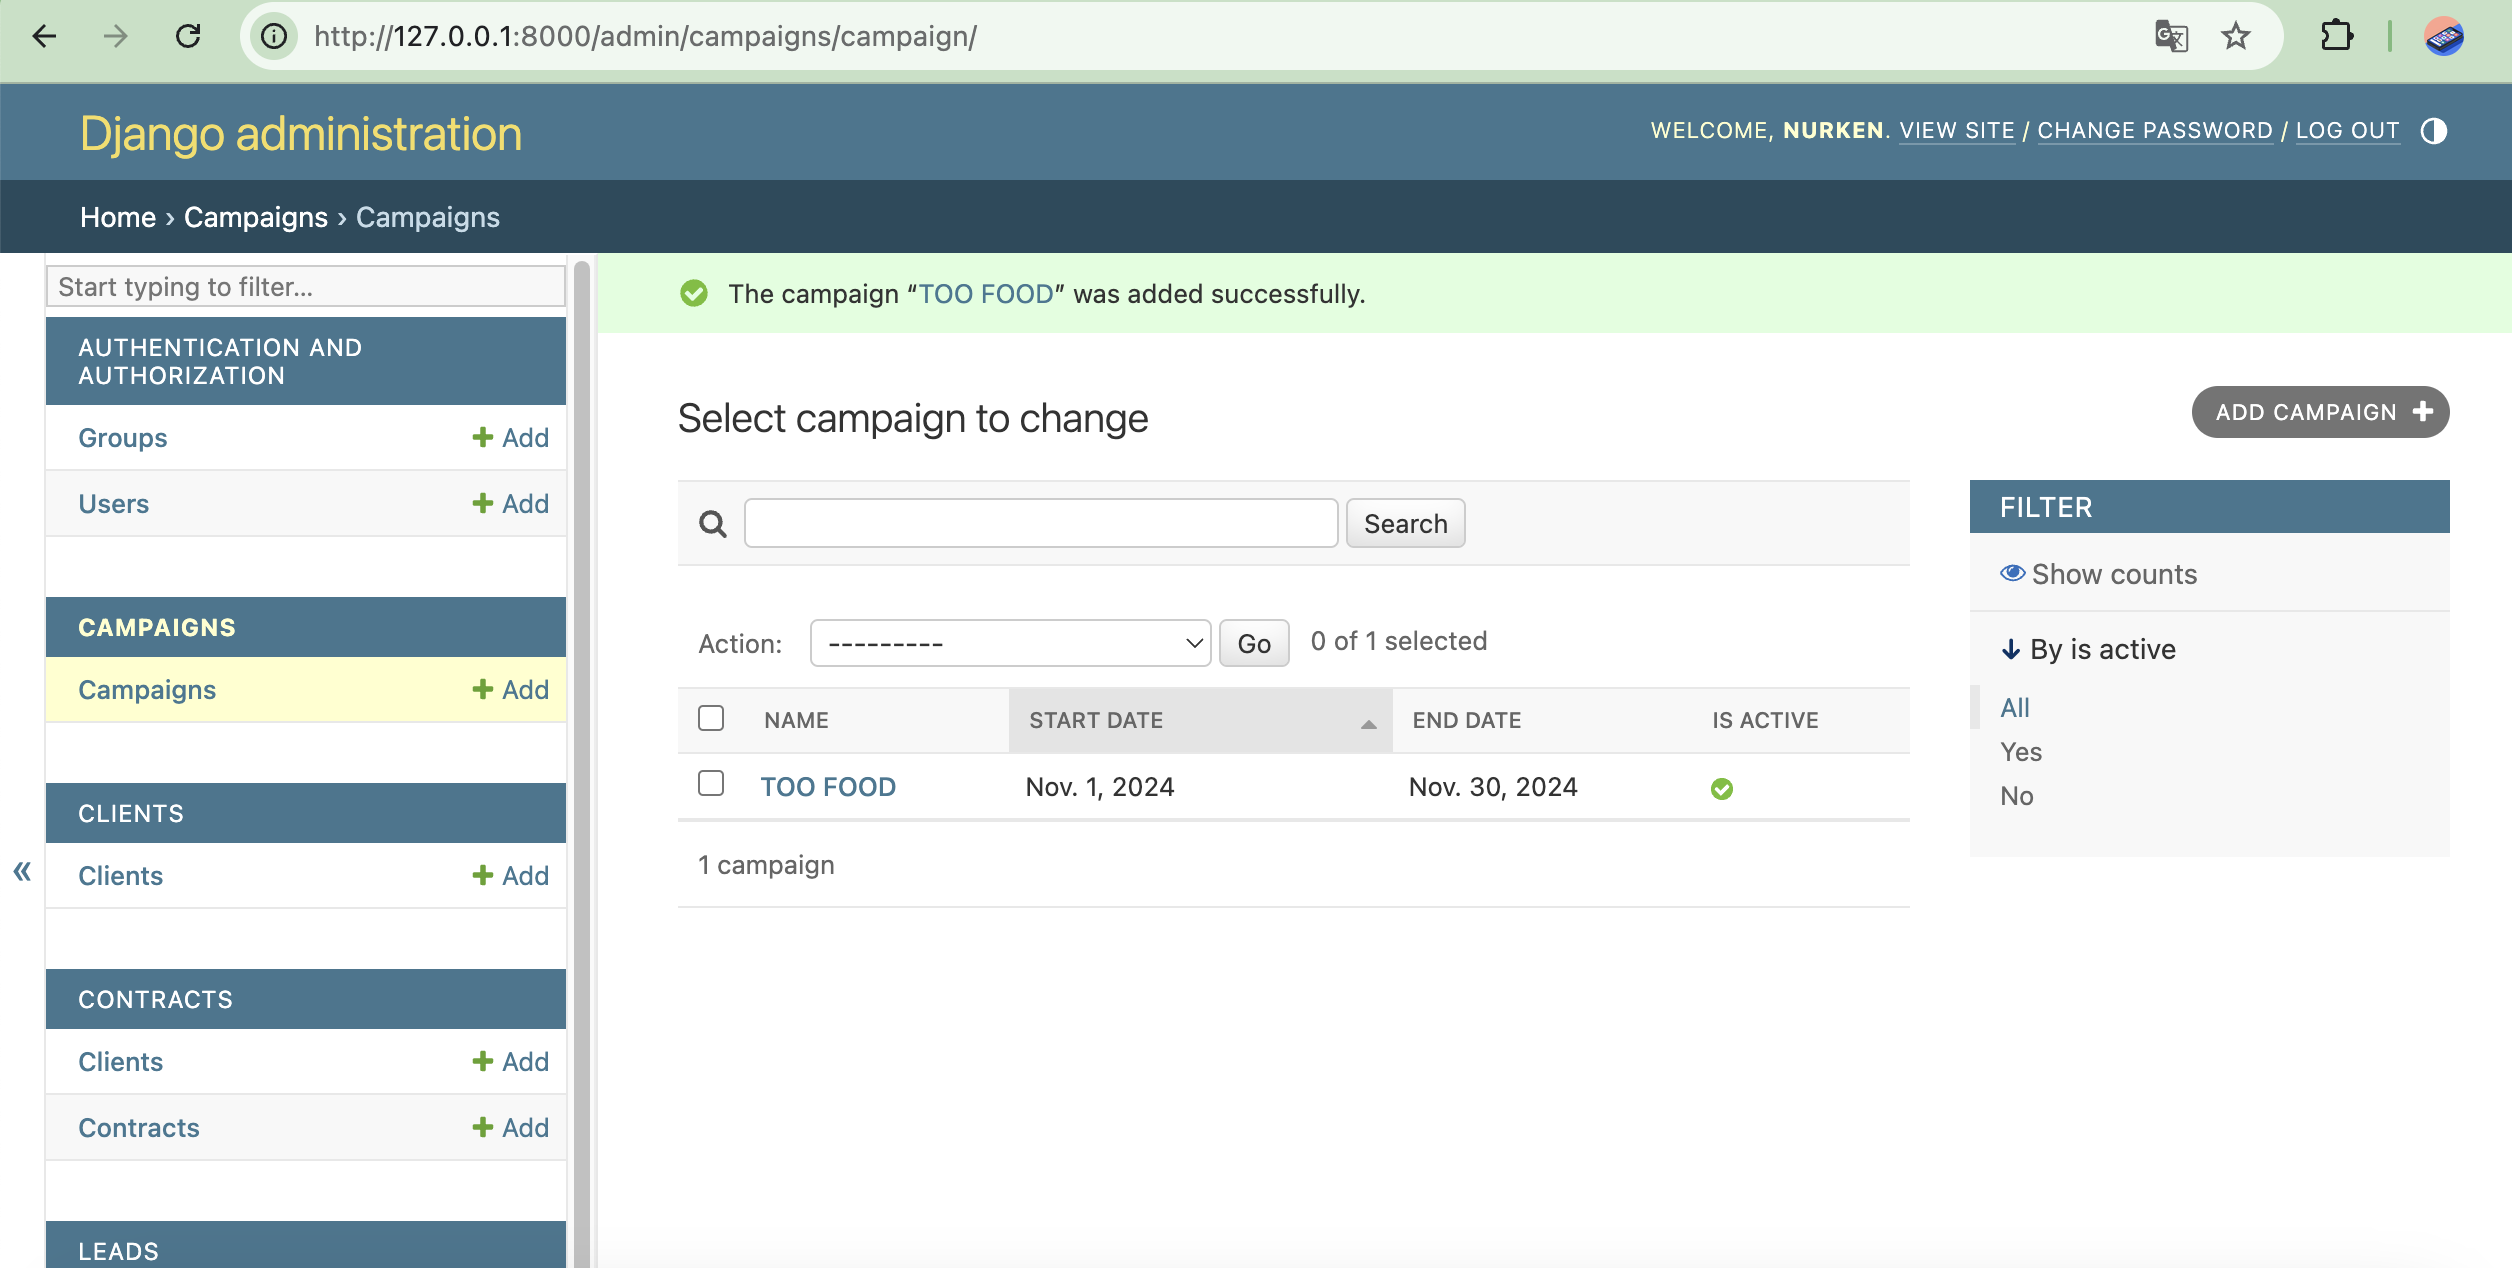 http://127.0.0.1:8000/admin/campaigns/campaign/
Django administration
WELCOME, NURKEN. VIEW SITE / CHANGE PASSWORD / LOG OUT
Home › Campaigns › Campaigns
Start typing to filter...
AUTHENTICATION AND
AUTHORIZATION
Groups
Add
Users
Add
CAMPAIGNS
Campaigns
Add
CLIENTS
Clients
Add
CONTRACTS
Clients
Add
Contracts
Add
LEADS
«
The campaign “TOO FOOD” was added successfully.
Select campaign to change
ADD CAMPAIGN +
Search
Action:
---------
Go
0 of 1 selected
NAME START DATE END DATE IS ACTIVE
TOO FOOD Nov. 1, 2024 Nov. 30, 2024
1 campaign
FILTER
Show counts
↓ By is active
All
Yes
No